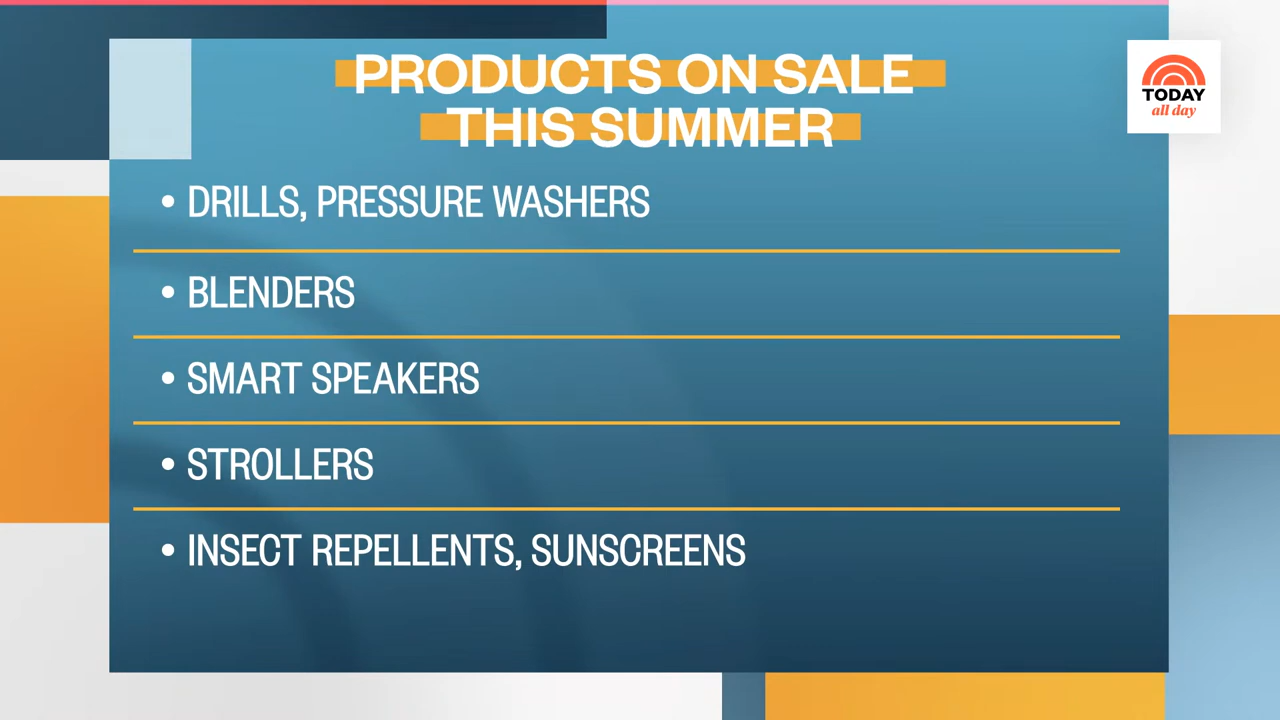 PRODUCTS ON SALE
THIS SUMMER
TODAY
all day
• DRILLS, PRESSURE WASHERS
• BLENDERS
• SMART SPEAKERS
• STROLLERS
• INSECT REPELLENTS, SUNSCREENS